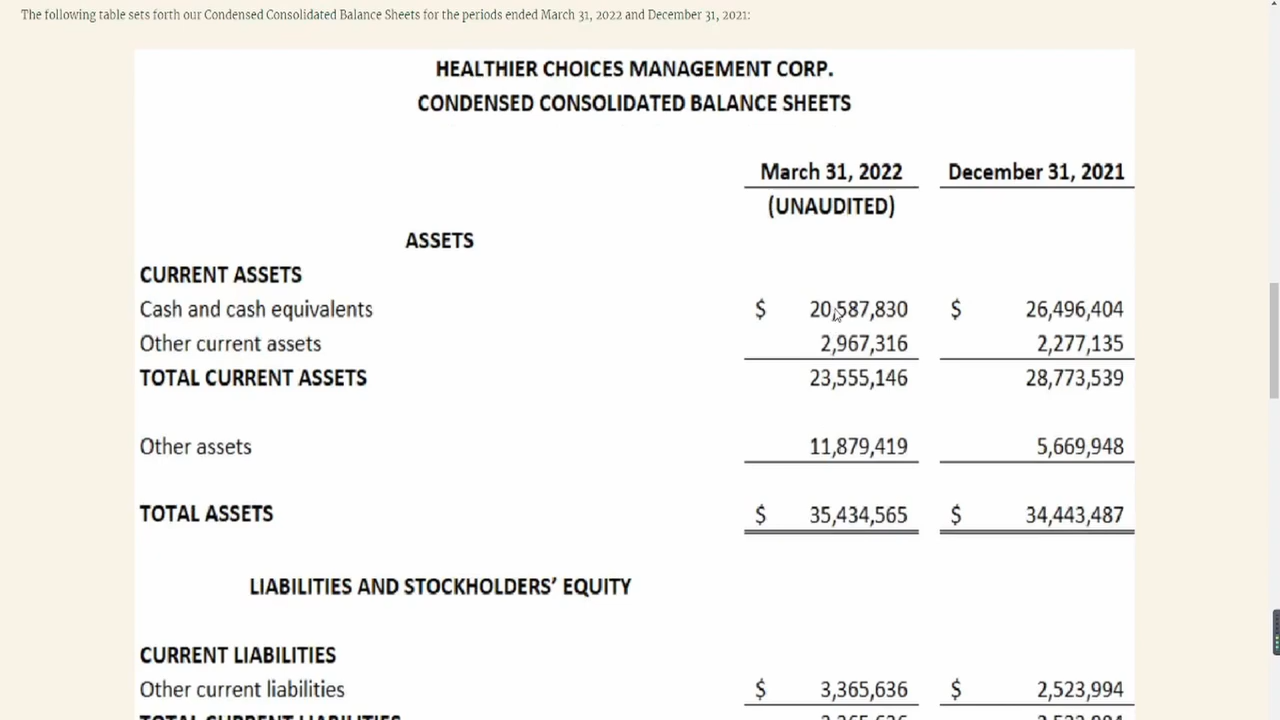 The following table sets forth our Condensed Consolidated Balance Sheets for the periods ended March 31, 2022 and December 31, 2021:
HEALTHIER CHOICES MANAGEMENT CORP.
CONDENSED CONSOLIDATED BALANCE SHEETS
March 31, 2022 December 31, 2021
(UNAUDITED)
ASSETS
CURRENT ASSETS
Cash and cash equivalents $ 20,587,830 $ 26,496,404
Other current assets 2,967,316 2,277,135
TOTAL CURRENT ASSETS 23,555,146 28,773,539
Other assets 11,879,419 5,669,948
TOTAL ASSETS $ 35,434,565 $ 34,443,487
LIABILITIES AND STOCKHOLDERS’ EQUITY
CURRENT LIABILITIES
Other current liabilities $ 3,365,636 $ 2,523,994
TOTAL CURRENT LIABILITIES